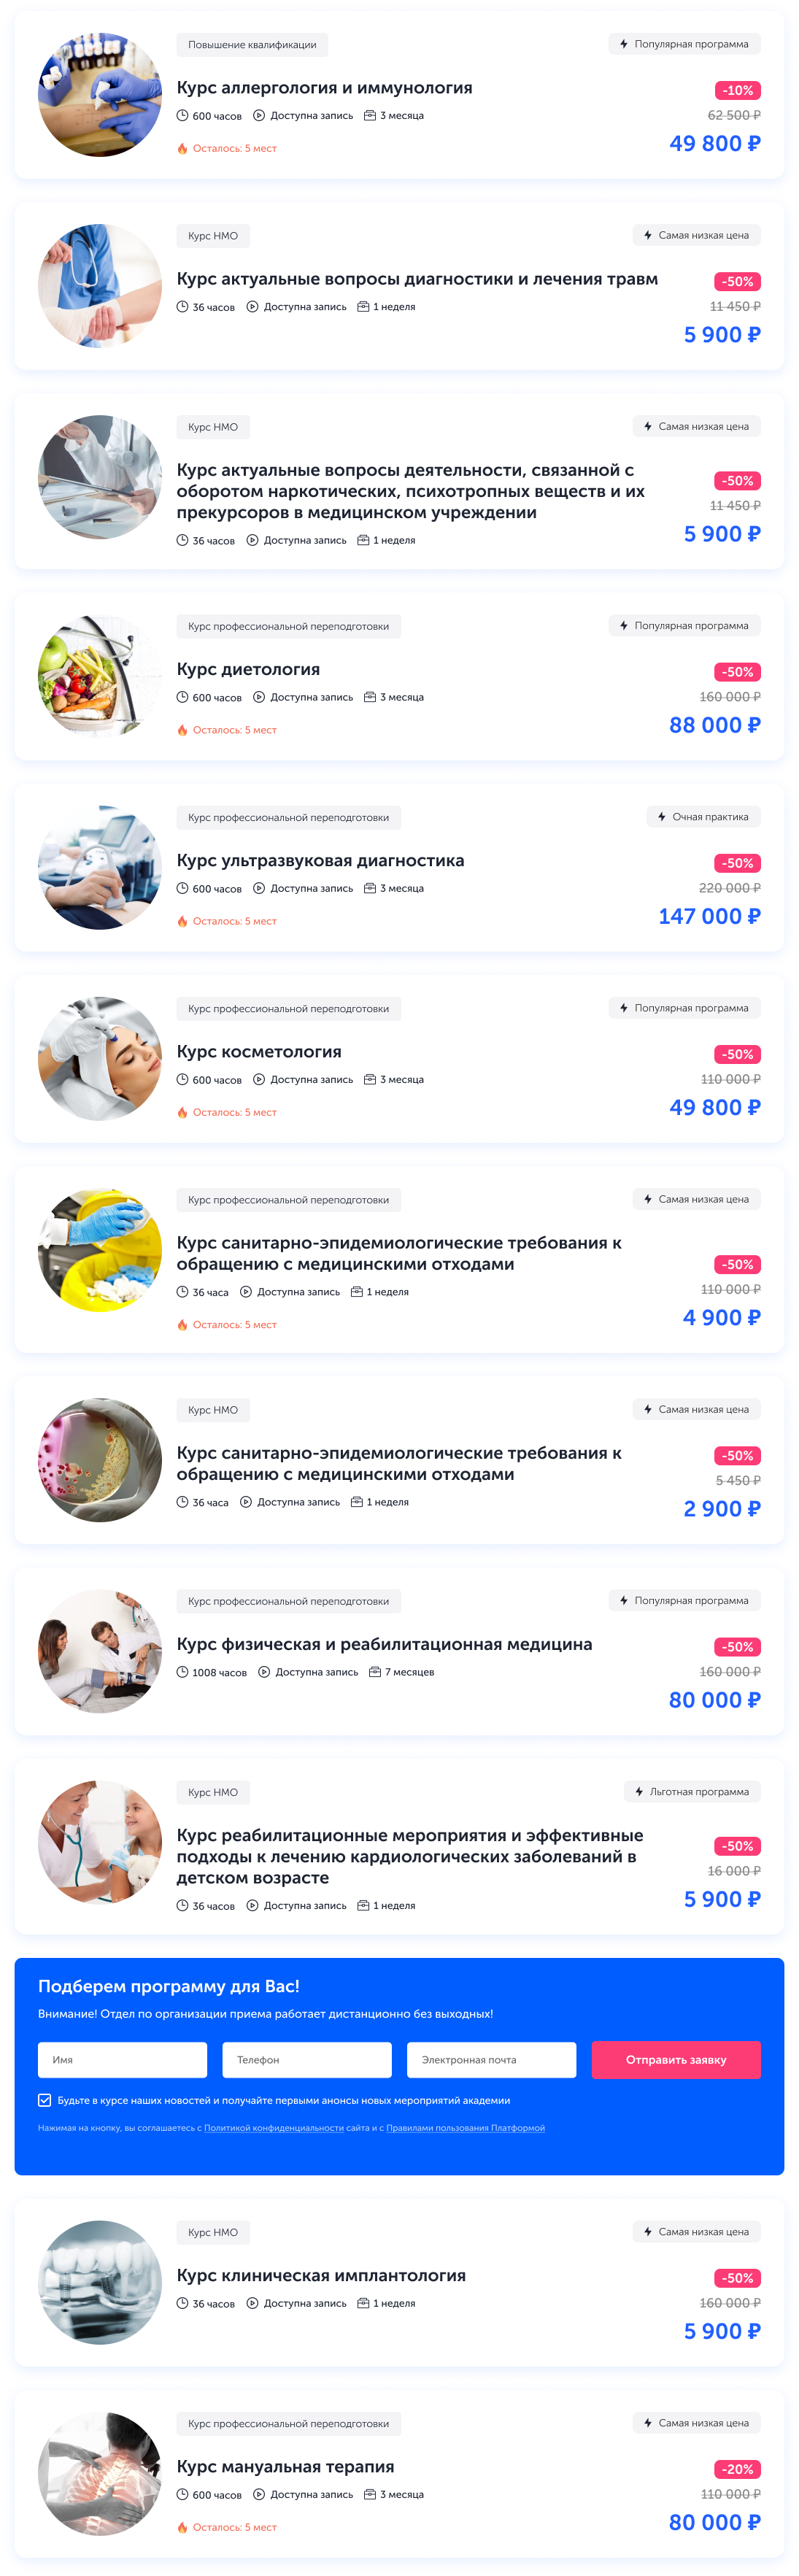 Повышение квалификации
Популярная программа
Курс аллергология и иммунология
-10%
600 часов Доступна запись 3 месяца
62 500 ₽
49 800 ₽
Осталось: 5 мест
Курс НМО
Самая низкая цена
Курс актуальные вопросы диагностики и лечения травм
-50%
36 часов Доступна запись 1 неделя
11 450 ₽
5 900 ₽
Курс НМО
Самая низкая цена
Курс актуальные вопросы деятельности, связанной с
оборотом наркотических, психотропных веществ и их
прекурсоров в медицинском учреждении
-50%
11 450 ₽
5 900 ₽
36 часов Доступна запись 1 неделя
Курс профессиональной переподготовки
Популярная программа
Курс диетология
-50%
600 часов Доступна запись 3 месяца
160 000 ₽
88 000 ₽
Осталось: 5 мест
Курс профессиональной переподготовки
Очная практика
Курс ультразвуковая диагностика
-50%
600 часов Доступна запись 3 месяца
220 000 ₽
147 000 ₽
Осталось: 5 мест
Курс профессиональной переподготовки
Популярная программа
Курс косметология
-50%
600 часов Доступна запись 3 месяца
110 000 ₽
49 800 ₽
Осталось: 5 мест
Курс профессиональной переподготовки
Самая низкая цена
Курс санитарно-эпидемиологические требования к
обращению с медицинскими отходами
-50%
36 часа Доступна запись 1 неделя
110 000 ₽
4 900 ₽
Осталось: 5 мест
Курс НМО
Самая низкая цена
Курс санитарно-эпидемиологические требования к
обращению с медицинскими отходами
-50%
5 450 ₽
36 часа Доступна запись 1 неделя
2 900 ₽
Курс профессиональной переподготовки
Популярная программа
Курс физическая и реабилитационная медицина
-50%
1008 часов Доступна запись 7 месяцев
160 000 ₽
80 000 ₽
Курс НМО
Льготная программа
Курс реабилитационные мероприятия и эффективные
подходы к лечению кардиологических заболеваний в
детском возрасте
-50%
16 000 ₽
5 900 ₽
36 часов Доступна запись 1 неделя
Подберем программу для Вас!
Внимание! Отдел по организации приема работает дистанционно без выходных!
Имя
Телефон
Электронная почта
Отправить заявку
Будьте в курсе наших новостей и получайте первыми анонсы новых мероприятий академии
Нажимая на кнопку, вы соглашаетесь с Политикой конфиденциальности сайта и с Правилами пользования Платформой
Курс НМО
Самая низкая цена
Курс клиническая имплантология
-50%
36 часов Доступна запись 1 неделя
160 000 ₽
5 900 ₽
Курс профессиональной переподготовки
Самая низкая цена
Курс мануальная терапия
-20%
600 часов Доступна запись 3 месяца
110 000 ₽
80 000 ₽
Осталось: 5 мест